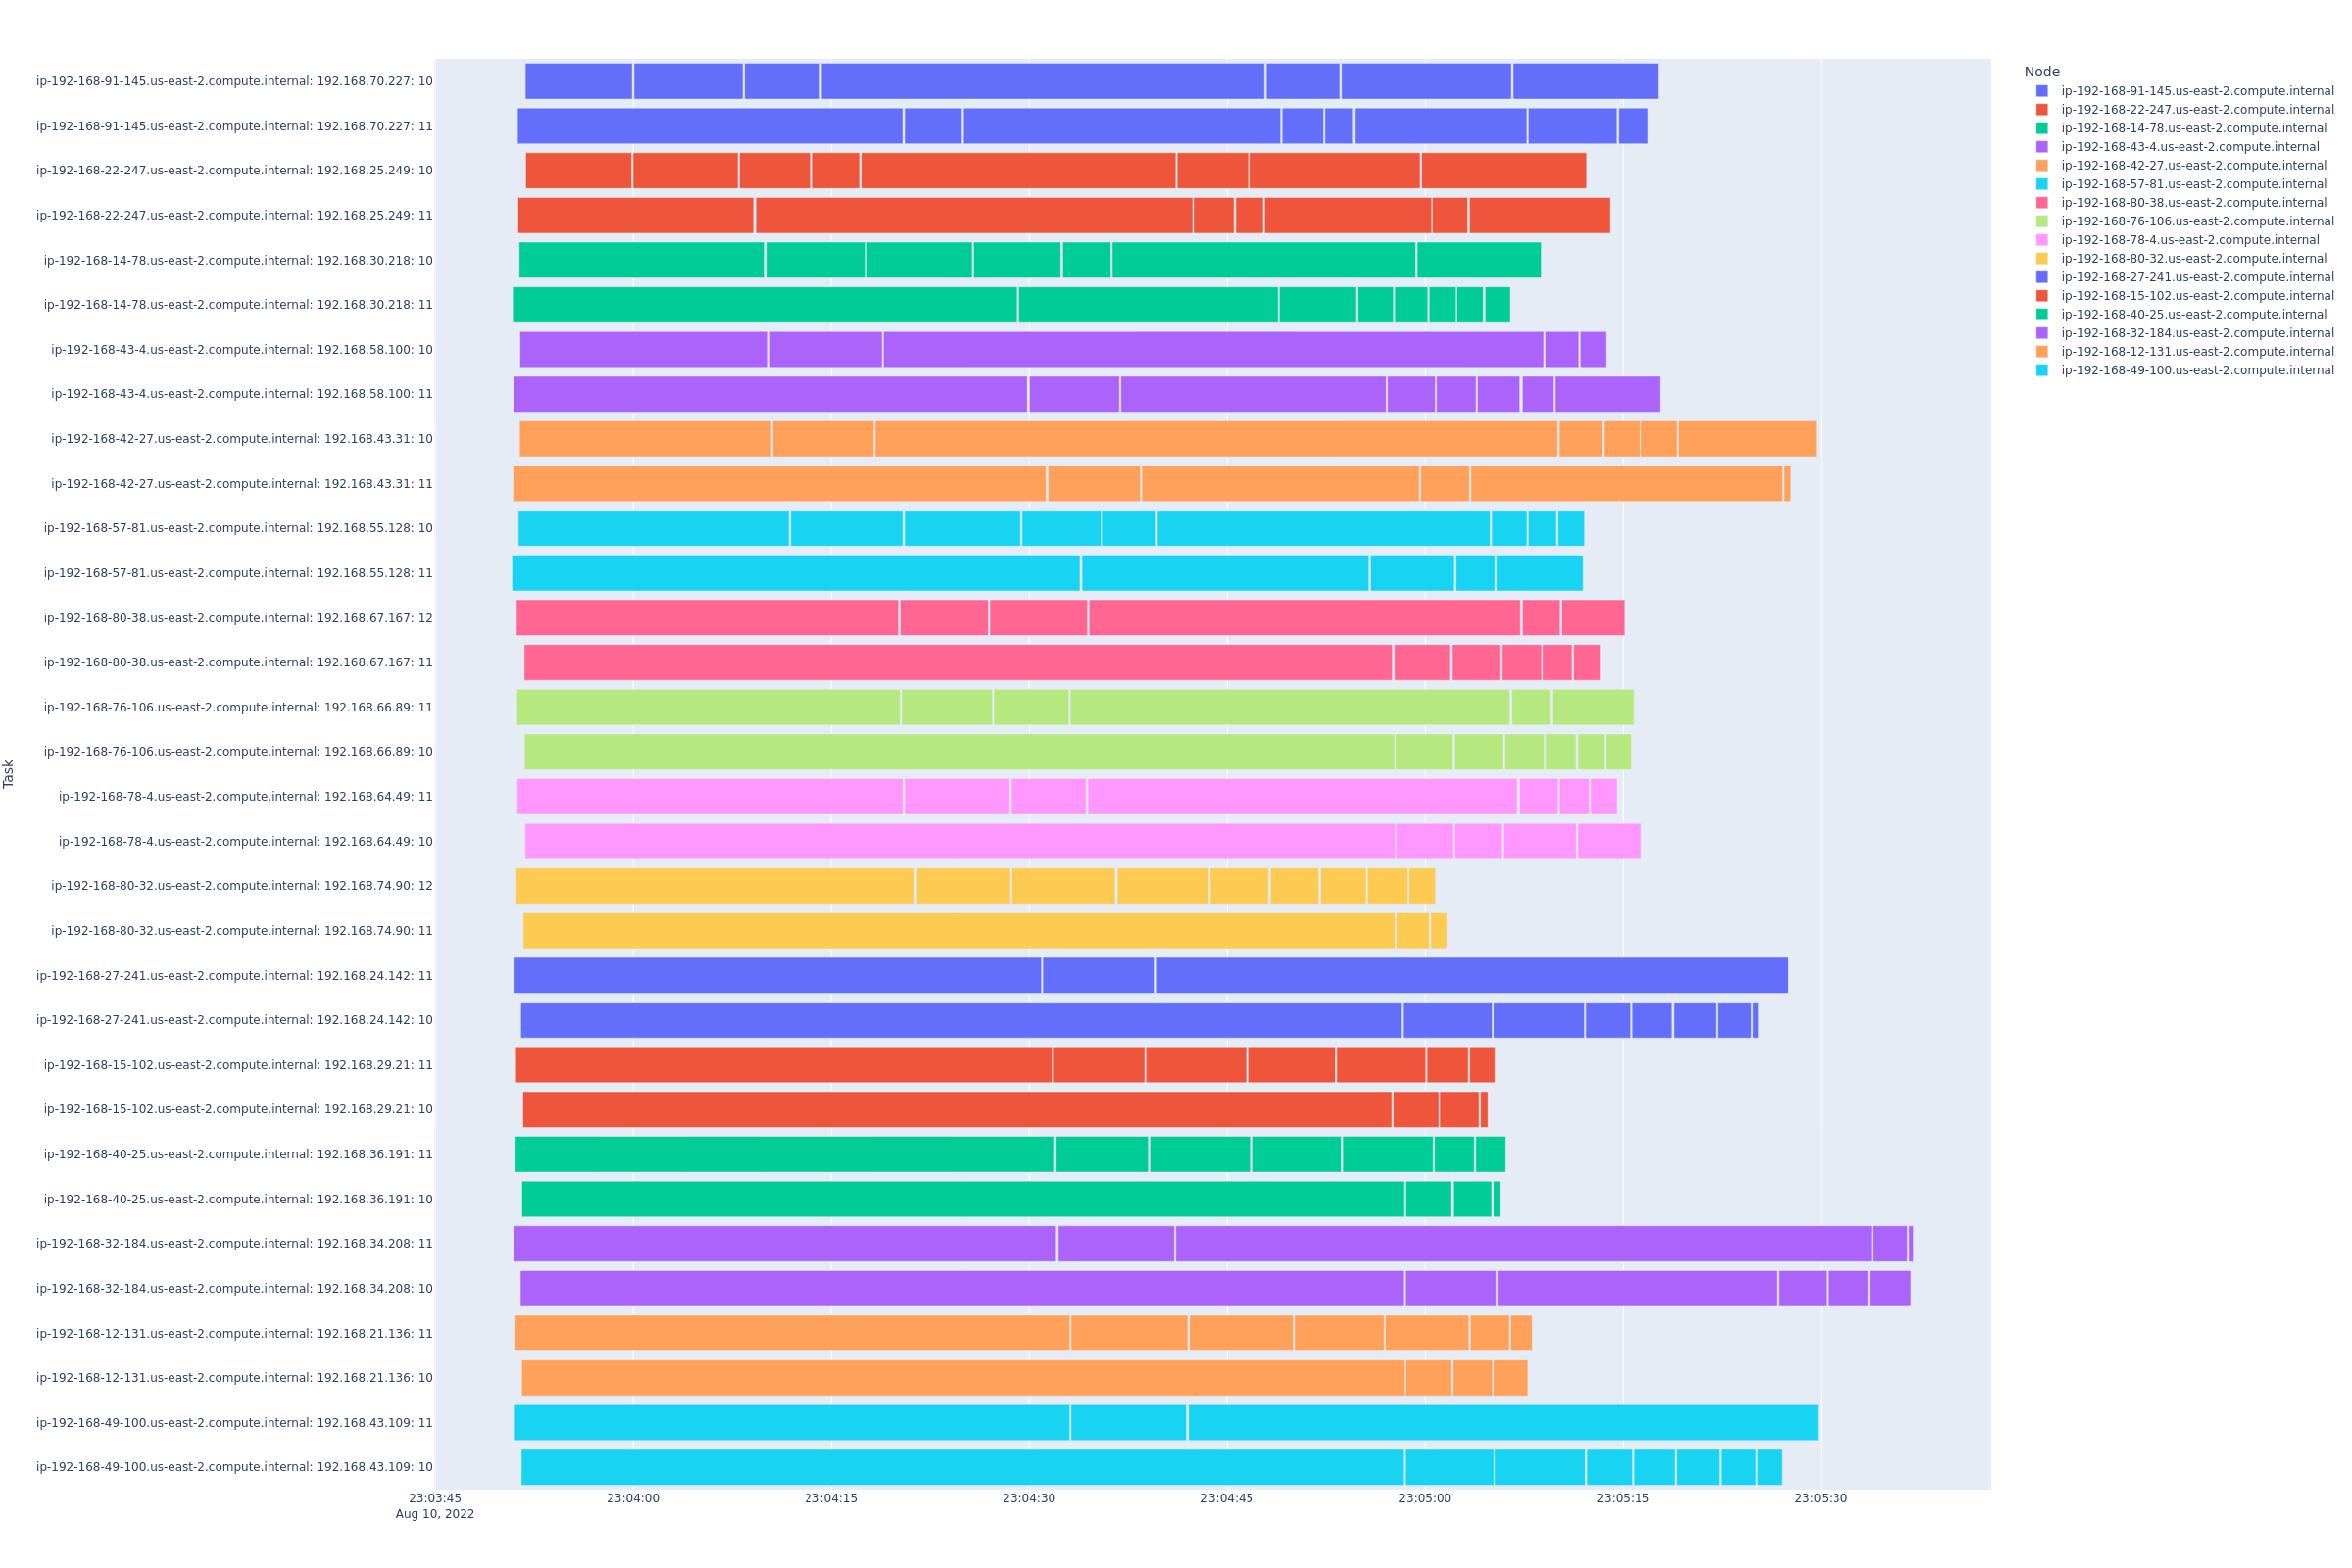 ip-192-168-91-145.us-east-2.compute.internal: 192.168.70.227: 10
ip-192-168-91-145.us-east-2.compute.internal: 192.168.70.227: 11
ip-192-168-22-247.us-east-2.compute.internal: 192.168.25.249: 10
ip-192-168-22-247.us-east-2.compute.internal: 192.168.25.249: 11
ip-192-168-14-78.us-east-2.compute.internal: 192.168.30.218: 10
ip-192-168-14-78.us-east-2.compute.internal: 192.168.30.218: 11
ip-192-168-43-4.us-east-2.compute.internal: 192.168.58.100: 10
ip-192-168-43-4.us-east-2.compute.internal: 192.168.58.100: 11
ip-192-168-42-27.us-east-2.compute.internal: 192.168.43.31: 10
ip-192-168-42-27.us-east-2.compute.internal: 192.168.43.31: 11
ip-192-168-57-81.us-east-2.compute.internal: 192.168.55.128: 10
ip-192-168-57-81.us-east-2.compute.internal: 192.168.55.128: 11
ip-192-168-80-38.us-east-2.compute.internal: 192.168.67.167: 12
ip-192-168-80-38.us-east-2.compute.internal: 192.168.67.167: 11
ip-192-168-76-106.us-east-2.compute.internal: 192.168.66.89: 11
ip-192-168-76-106.us-east-2.compute.internal: 192.168.66.89: 10
ip-192-168-78-4.us-east-2.compute.internal: 192.168.64.49: 11
ip-192-168-78-4.us-east-2.compute.internal: 192.168.64.49: 10
ip-192-168-80-32.us-east-2.compute.internal: 192.168.74.90: 12
ip-192-168-80-32.us-east-2.compute.internal: 192.168.74.90: 11
ip-192-168-27-241.us-east-2.compute.internal: 192.168.24.142: 11
ip-192-168-27-241.us-east-2.compute.internal: 192.168.24.142: 10
ip-192-168-15-102.us-east-2.compute.internal: 192.168.29.21: 11
ip-192-168-15-102.us-east-2.compute.internal: 192.168.29.21: 10
ip-192-168-40-25.us-east-2.compute.internal: 192.168.36.191: 11
ip-192-168-40-25.us-east-2.compute.internal: 192.168.36.191: 10
ip-192-168-32-184.us-east-2.compute.internal: 192.168.34.208: 11
ip-192-168-32-184.us-east-2.compute.internal: 192.168.34.208: 10
ip-192-168-12-131.us-east-2.compute.internal: 192.168.21.136: 11
ip-192-168-12-131.us-east-2.compute.internal: 192.168.21.136: 10
ip-192-168-49-100.us-east-2.compute.internal: 192.168.43.109: 11
ip-192-168-49-100.us-east-2.compute.internal: 192.168.43.109: 10
Task
23:03:45 23:04:00 23:04:15 23:04:30 23:04:45 23:05:00 23:05:15 23:05:30
Aug 10, 2022
Node
ip-192-168-91-145.us-east-2.compute.internal
ip-192-168-22-247.us-east-2.compute.internal
ip-192-168-14-78.us-east-2.compute.internal
ip-192-168-43-4.us-east-2.compute.internal
ip-192-168-42-27.us-east-2.compute.internal
ip-192-168-57-81.us-east-2.compute.internal
ip-192-168-80-38.us-east-2.compute.internal
ip-192-168-76-106.us-east-2.compute.internal
ip-192-168-78-4.us-east-2.compute.internal
ip-192-168-80-32.us-east-2.compute.internal
ip-192-168-27-241.us-east-2.compute.internal
ip-192-168-15-102.us-east-2.compute.internal
ip-192-168-40-25.us-east-2.compute.internal
ip-192-168-32-184.us-east-2.compute.internal
ip-192-168-12-131.us-east-2.compute.internal
ip-192-168-49-100.us-east-2.compute.internal